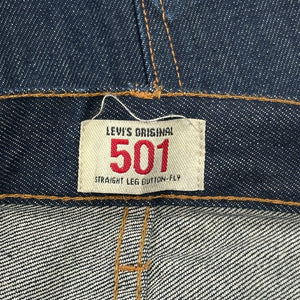 LEVI'S ORIGINAL
501
STRAIGHT LEG BUTTON-FLY